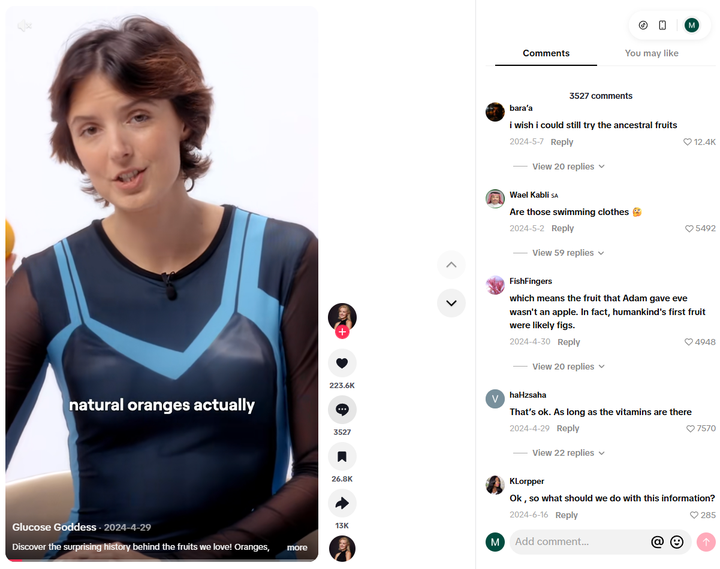 natural oranges actually
Glucose Goddess · 2024-4-29
Discover the surprising history behind the fruits we love! Oranges, more
223.6K
3527
26.8K
13K
M
Comments
You may like
3527 comments
bara'a
i wish i could still try the ancestral fruits
2024-5-7 Reply 12.4K
View 20 replies
Wael Kabli SA
Are those swimming clothes 🤔
2024-5-2 Reply 5492
View 59 replies
FishFingers
which means the fruit that Adam gave eve
wasn't an apple. In fact, humankind's first fruit
were likely figs.
2024-4-30 Reply 4948
View 20 replies
V
haHzsaha
That's ok. As long as the vitamins are there
2024-4-29 Reply 7570
View 22 replies
KLorpper
Ok , so what should we do with this information?
2024-6-16 Reply 285
M
Add comment... @